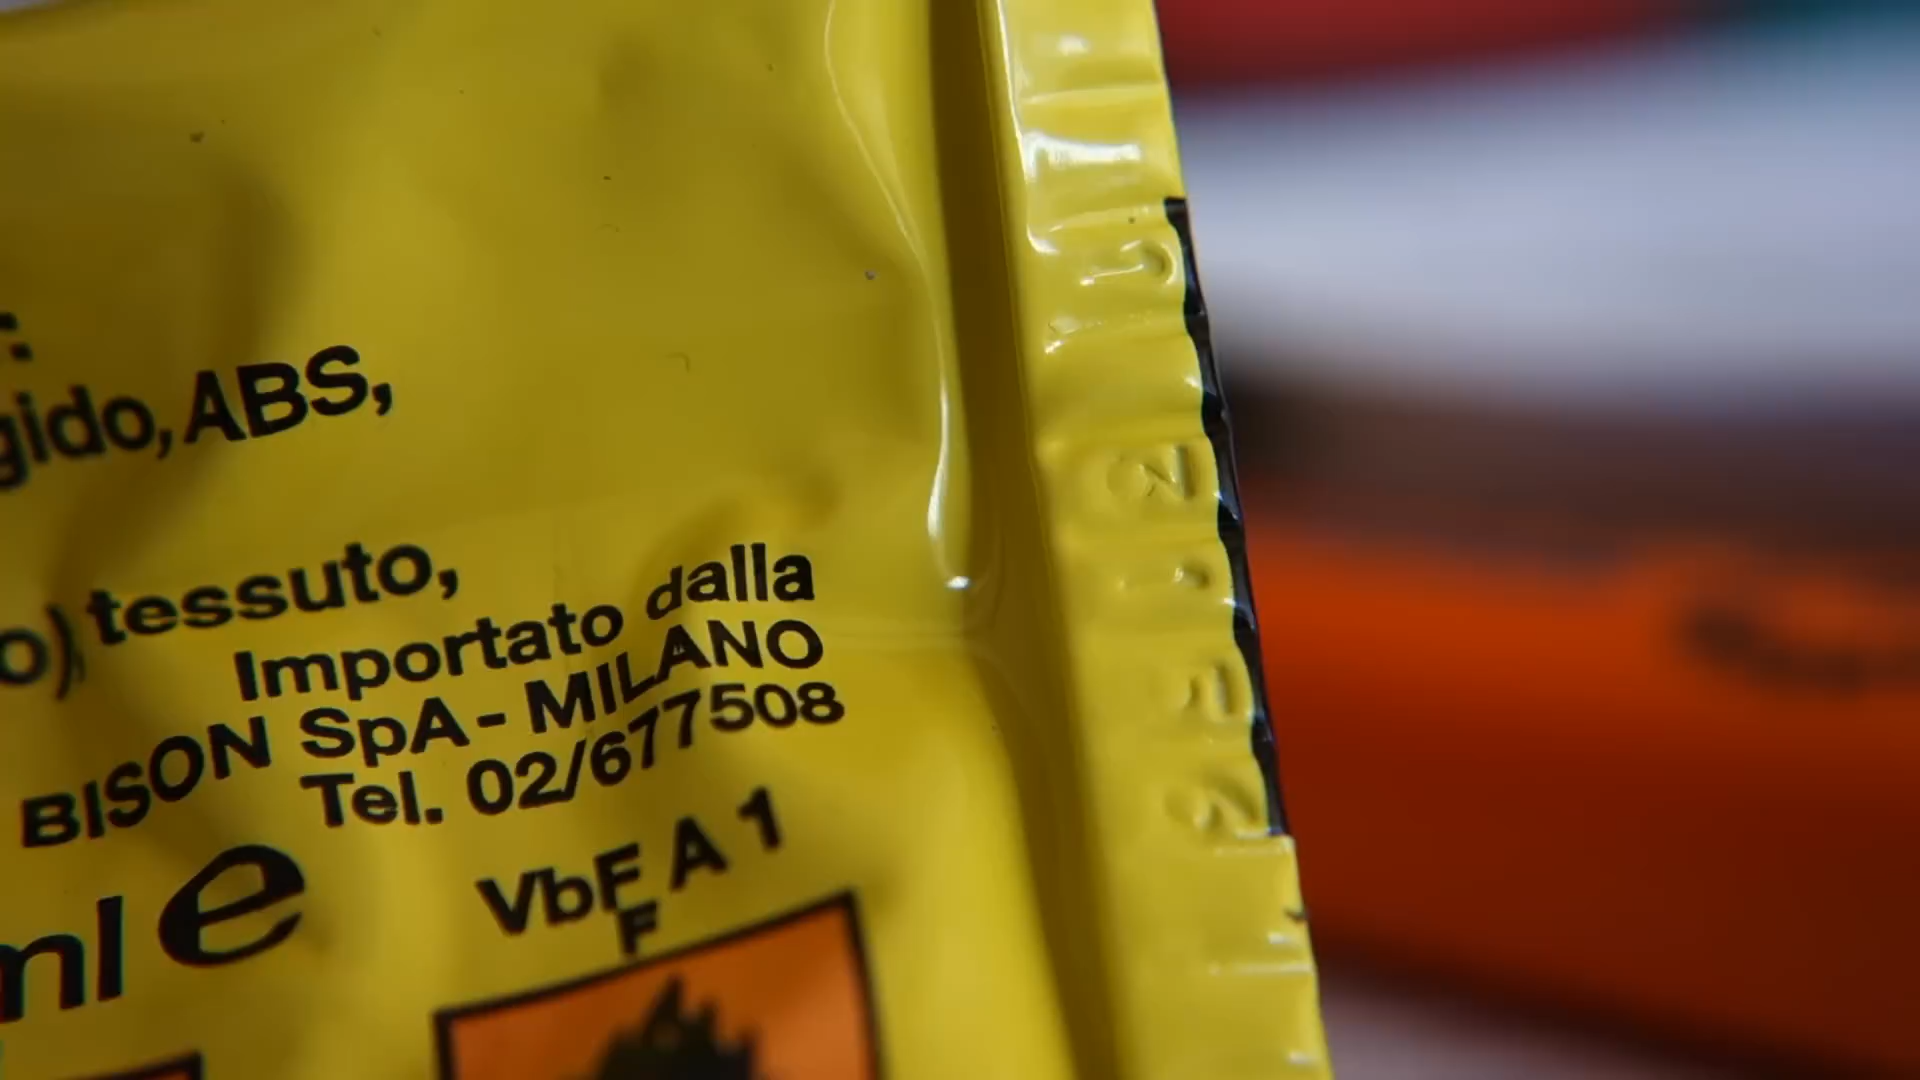 :
gido, ABS,
o) tessuto,
Importato dalla
BISON SpA - MILANO
Tel. 02/677508
ml e
VbF A 1
F